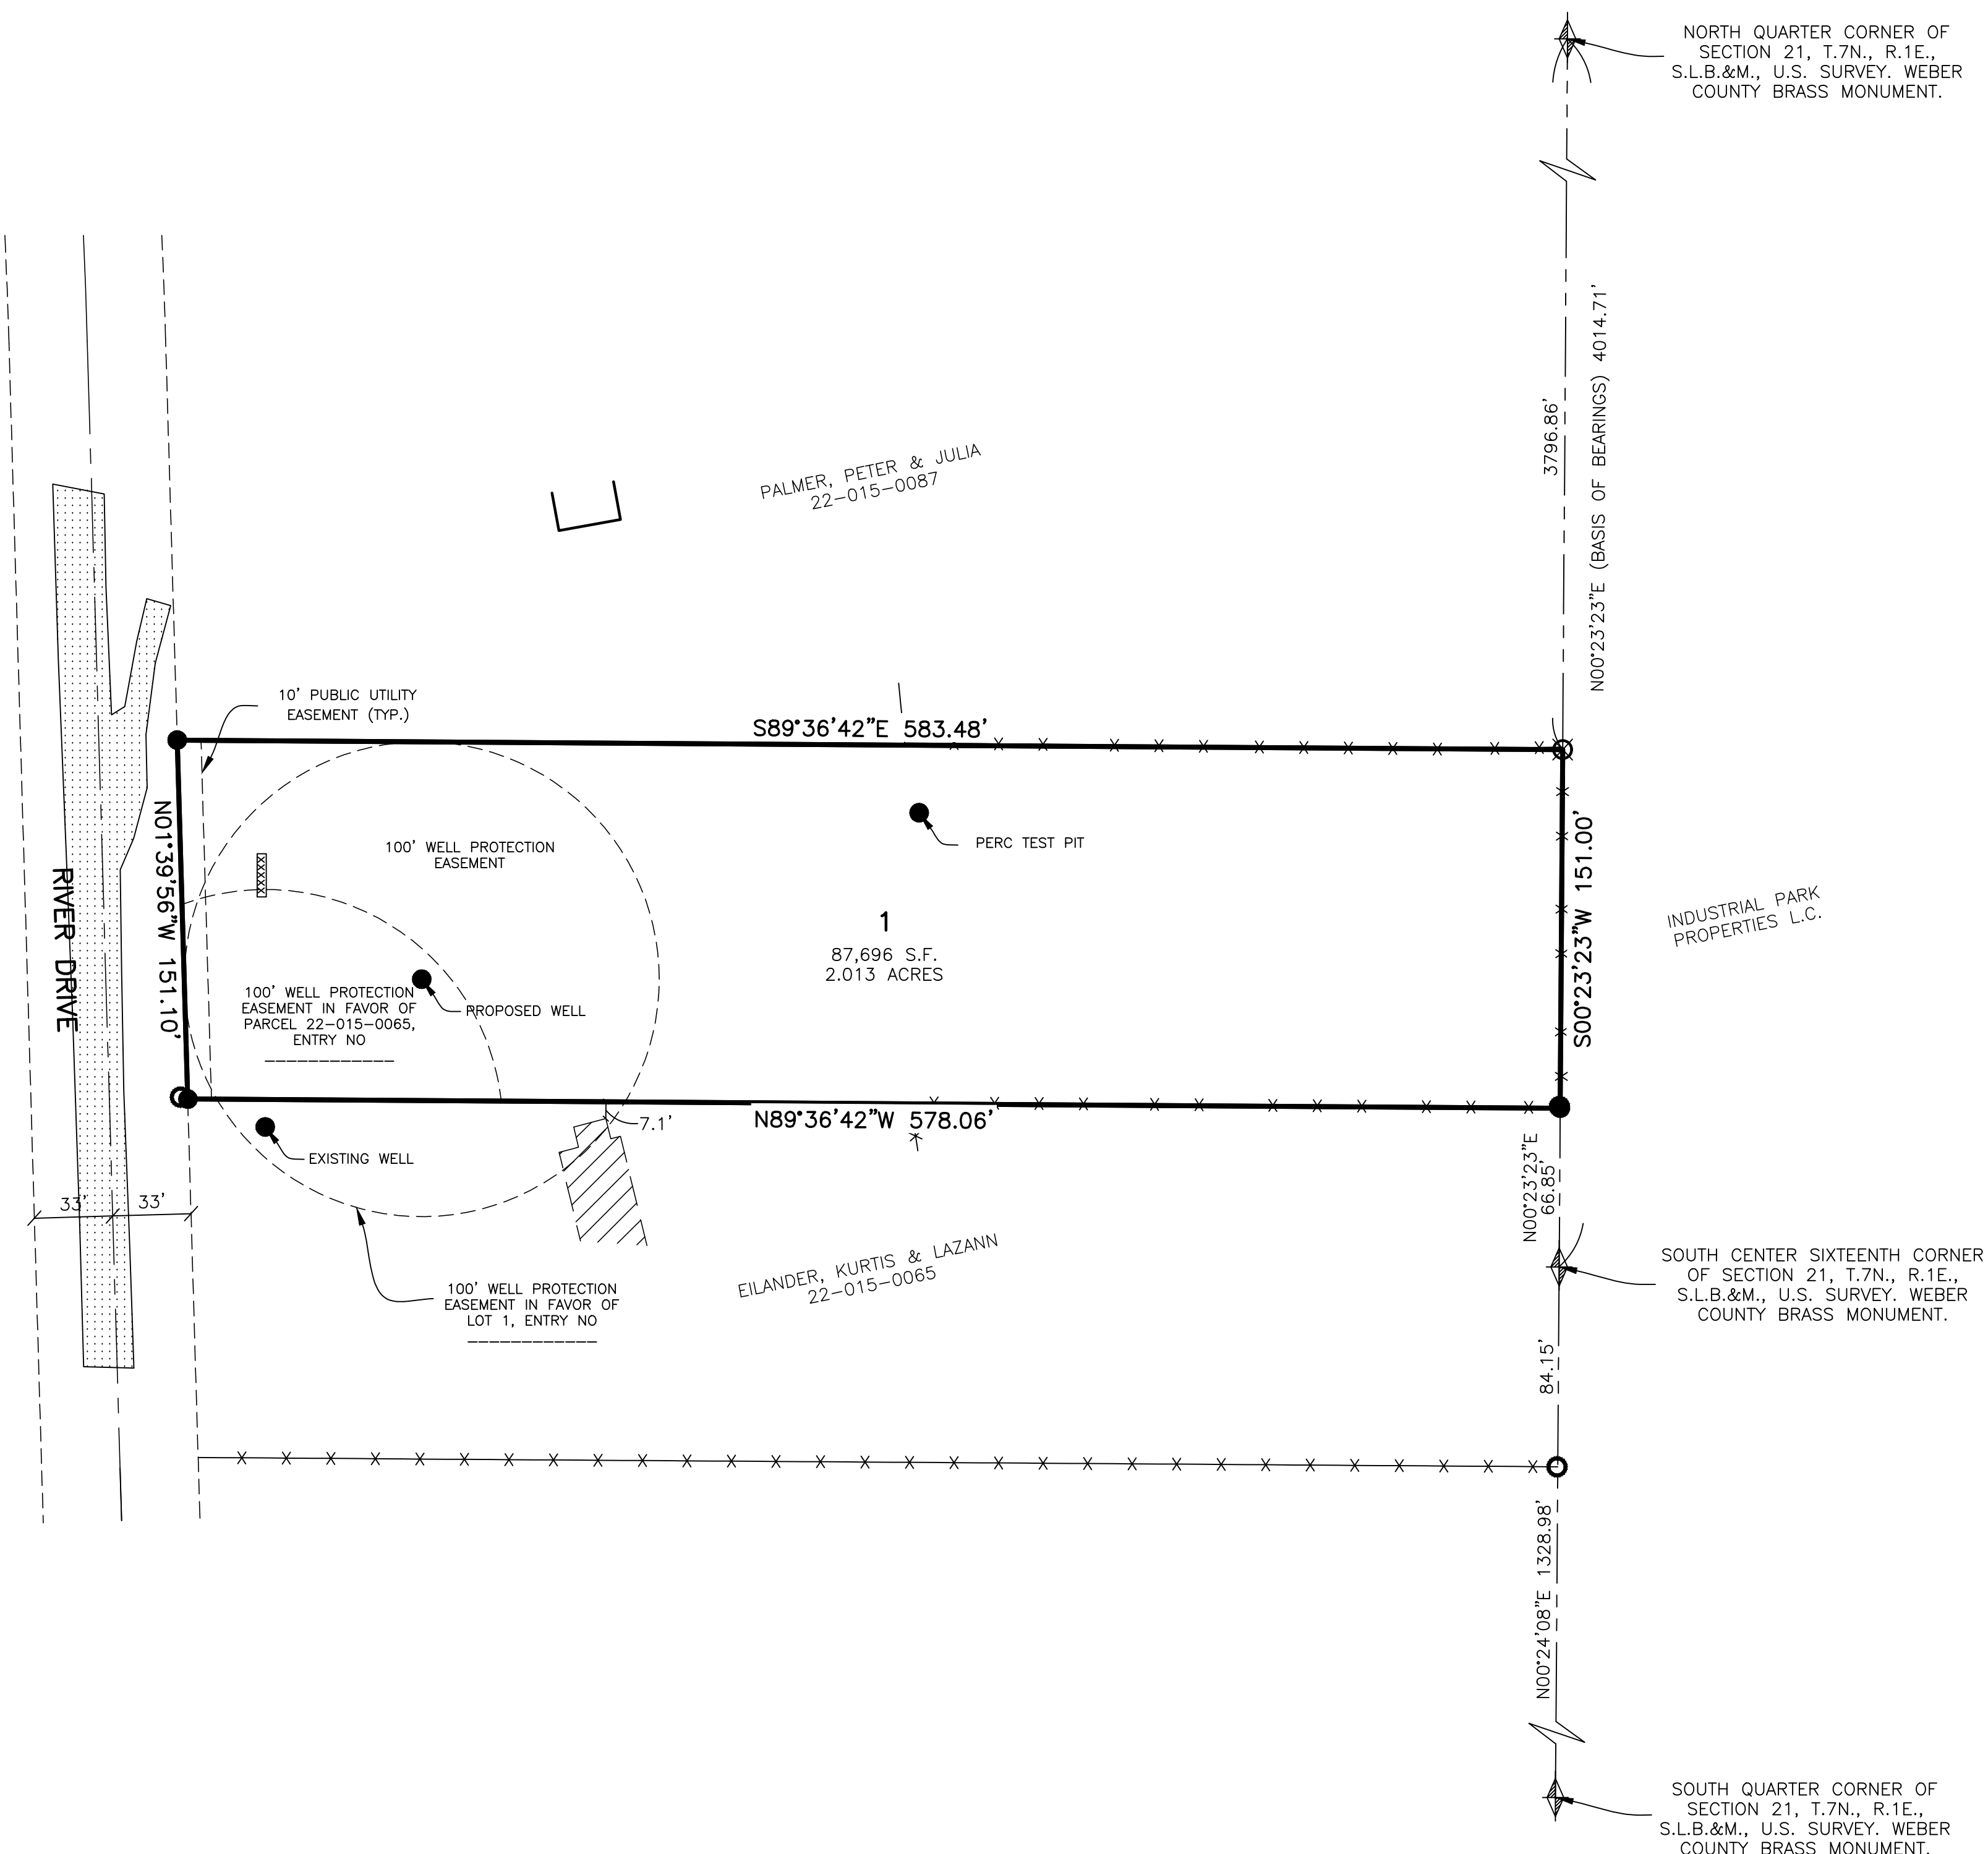 NORTH QUARTER CORNER OF
SECTION 21, T.7N., R.1E.,
S.L.B.&M., U.S. SURVEY. WEBER
COUNTY BRASS MONUMENT.
N00°23'23"E (BASIS OF BEARINGS) 4014.71'
3796.86'
PALMER, PETER & JULIA
22-015-0087
10' PUBLIC UTILITY
EASEMENT (TYP.)
S89°36'42"E 583.48'
N01°39'56"W 151.10'
RIVER DRIVE
100' WELL PROTECTION
EASEMENT
PERC TEST PIT
1
87,696 S.F.
2.013 ACRES
S00°23'23"W 151.00'
INDUSTRIAL PARK
PROPERTIES L.C.
100' WELL PROTECTION
EASEMENT IN FAVOR OF
PARCEL 22-015-0065,
ENTRY NO
____________
PROPOSED WELL
N89°36'42"W 578.06'
7.1'
EXISTING WELL
33'
33'
N00°23'23"E
66.85'
EILANDER, KURTIS & LAZANN
22-015-0065
100' WELL PROTECTION
EASEMENT IN FAVOR OF
LOT 1, ENTRY NO
____________
SOUTH CENTER SIXTEENTH CORNER
OF SECTION 21, T.7N., R.1E.,
S.L.B.&M., U.S. SURVEY. WEBER
COUNTY BRASS MONUMENT.
84.15'
N00°24'08"E 1328.98'
SOUTH QUARTER CORNER OF
SECTION 21, T.7N., R.1E.,
S.L.B.&M., U.S. SURVEY. WEBER
COUNTY BRASS MONUMENT.